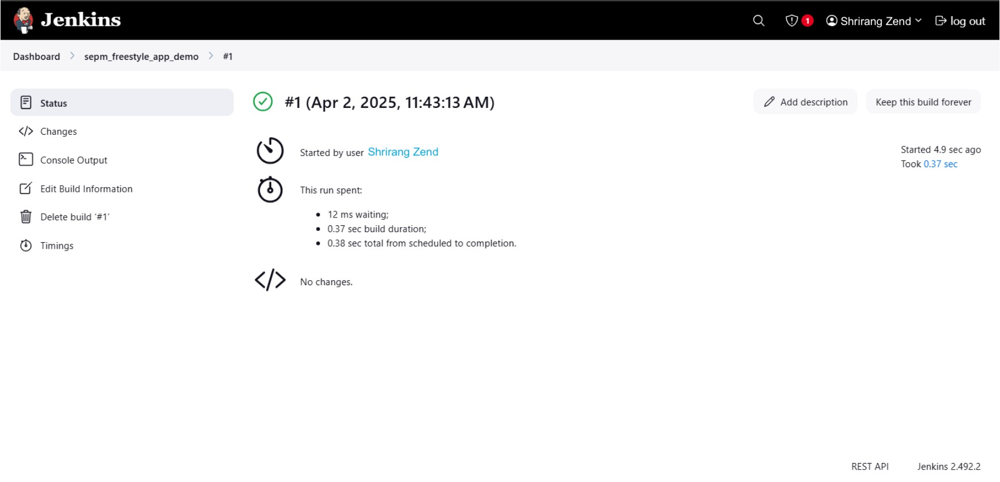 Jenkins
1
Shrirang Zend
log out
Dashboard
sepm_freestyle_app_demo
#1
Status
#1 (Apr 2, 2025, 11:43:13 AM)
Add description
Keep this build forever
Changes
Console Output
Edit Build Information
Delete build ‘#1’
Timings
Started by user Shrirang Zend
Started 4.9 sec ago
Took 0.37 sec
This run spent:
12 ms waiting;
0.37 sec build duration;
0.38 sec total from scheduled to completion.
No changes.
REST API
Jenkins 2.492.2